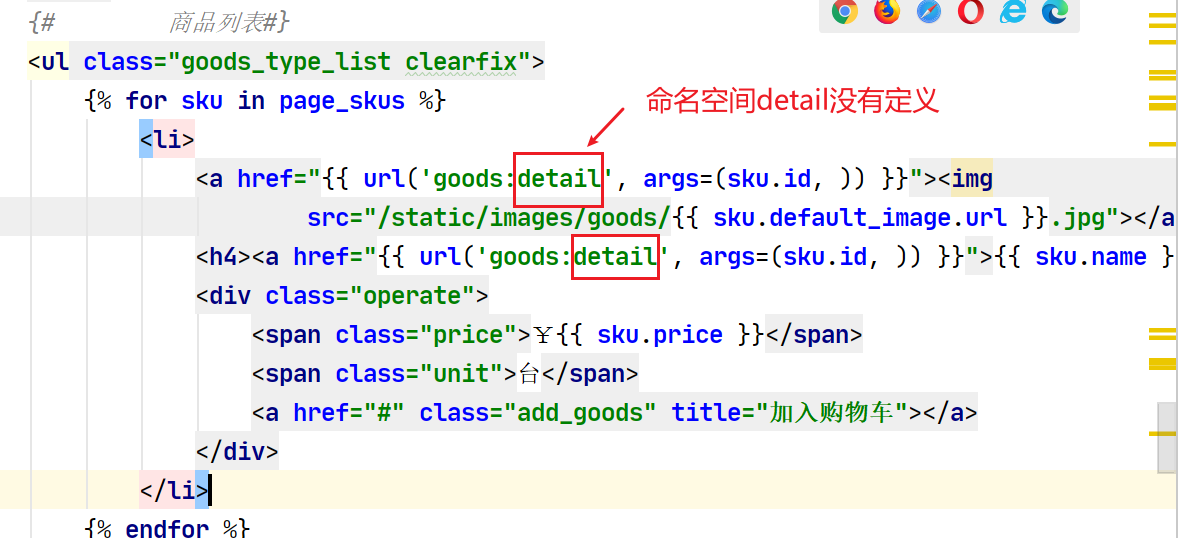 {# 商品列表#}
<ul class="goods_type_list clearfix">
{% for sku in page_skus %}
命名空间detail没有定义
<li>
<a href="{{ url('goods:detail', args=(sku.id, )) }}"><img
src="/static/images/goods/{{ sku.default_image.url }}.jpg"></a
<h4><a href="{{ url('goods:detail', args=(sku.id, )) }}">{{ sku.name }
<div class="operate">
<span class="price">¥{{ sku.price }}</span>
<span class="unit">台</span>
<a href="#" class="add_goods" title="加入购物车"></a>
</div>
</li>
{% endfor %}